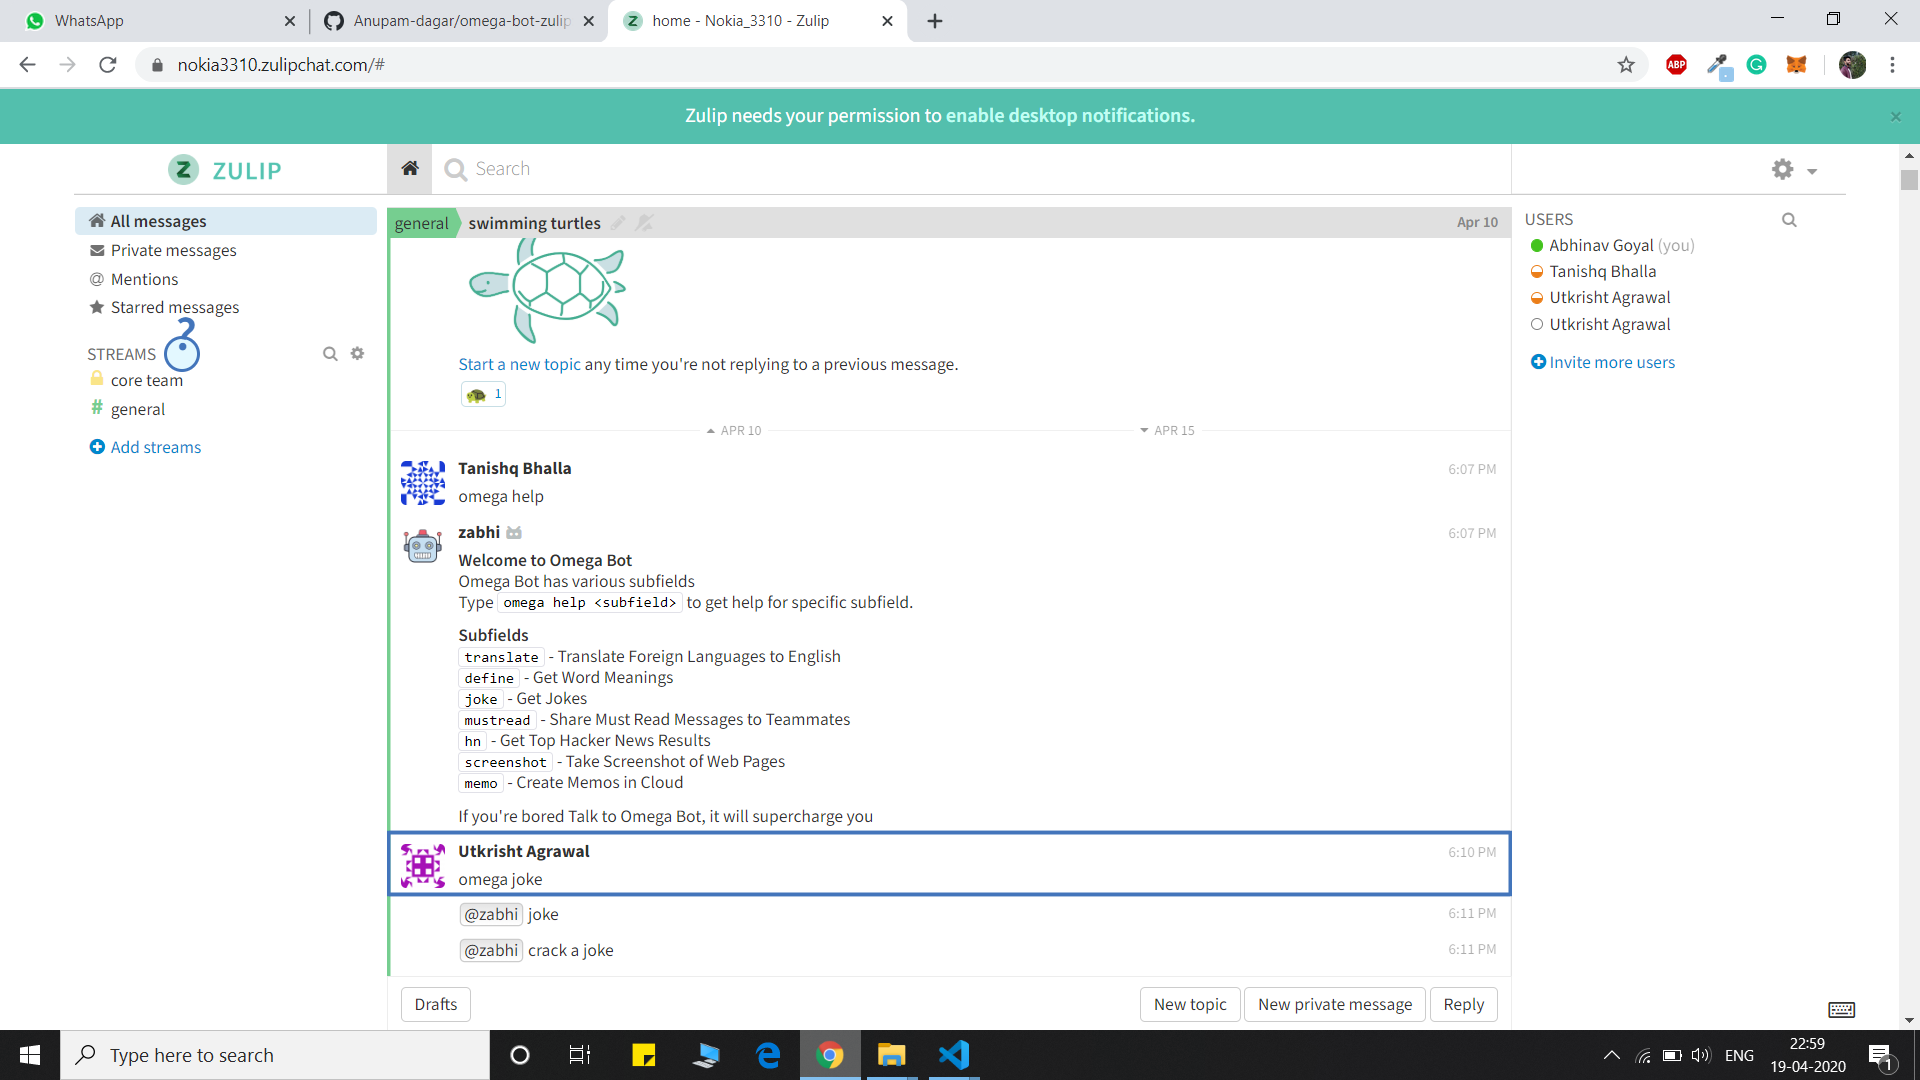 WhatsApp
Anupam-dagar/omega-bot-zulip
home - Nokia_3310 - Zulip
nokia3310.zulipchat.com/#
ABP
Zulip needs your permission to enable desktop notifications.
ZULIP
Search
All messages
Private messages
Mentions
Starred messages
STREAMS
core team
general
Add streams
general
swimming turtles
Apr 10
Start a new topic any time you're not replying to a previous message.
1
APR 10
APR 15
Tanishq Bhalla
6:07 PM
omega help
zabhi
6:07 PM
Welcome to Omega Bot
Omega Bot has various subfields
Type omega help <subfield> to get help for specific subfield.
Subfields
translate - Translate Foreign Languages to English
define - Get Word Meanings
joke - Get Jokes
mustread - Share Must Read Messages to Teammates
hn - Get Top Hacker News Results
screenshot - Take Screenshot of Web Pages
memo - Create Memos in Cloud
If you're bored Talk to Omega Bot, it will supercharge you
Utkrisht Agrawal
6:10 PM
omega joke
@zabhi joke
6:11 PM
@zabhi crack a joke
6:11 PM
Drafts
New topic
New private message
Reply
USERS
Abhinav Goyal (you)
Tanishq Bhalla
Utkrisht Agrawal
Utkrisht Agrawal
Invite more users
Type here to search
ENG
22:59
19-04-2020
1